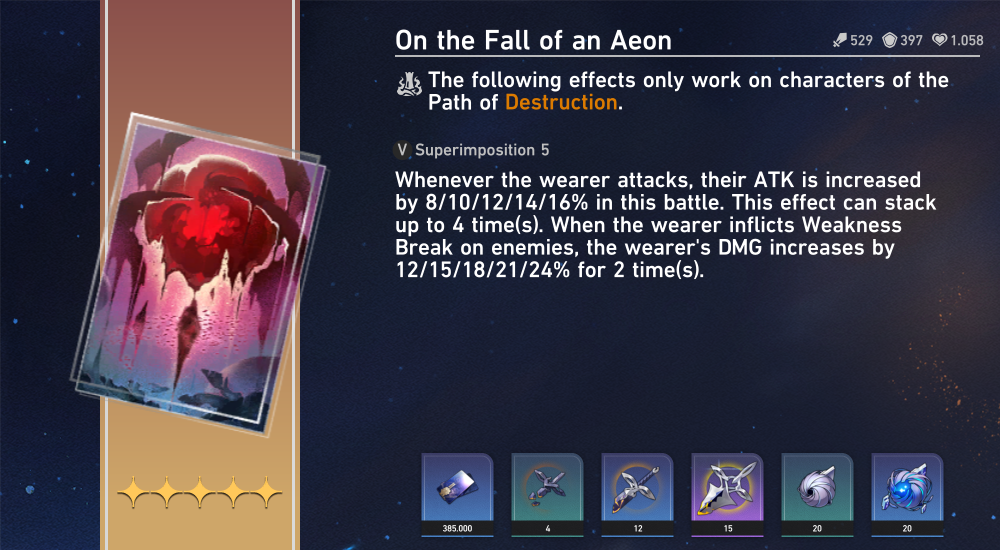 On the Fall of an Aeon
529 397 1.058
The following effects only work on characters of the
Path of Destruction.
V Superimposition 5
Whenever the wearer attacks, their ATK is increased
by 8/10/12/14/16% in this battle. This effect can stack
up to 4 time(s). When the wearer inflicts Weakness
Break on enemies, the wearer's DMG increases by
12/15/18/21/24% for 2 time(s).
385.000 4 12 15 20 20